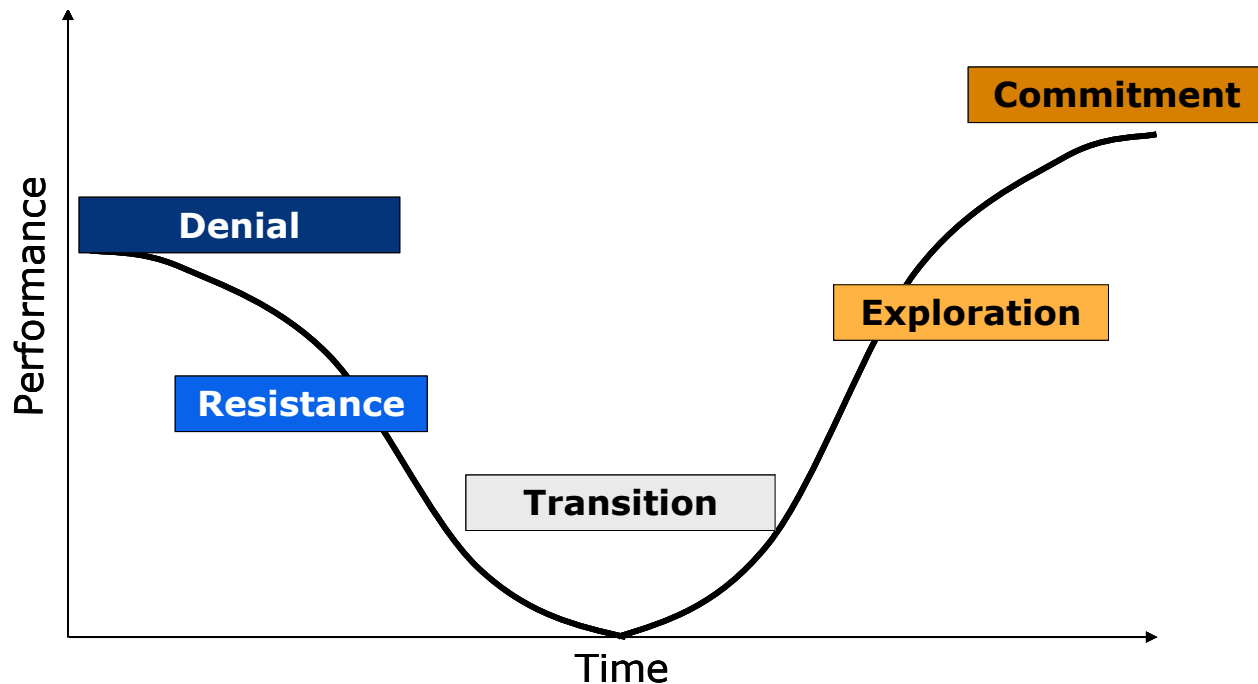 Commitment
Denial
Performance
Exploration
Resistance
Transition
Time